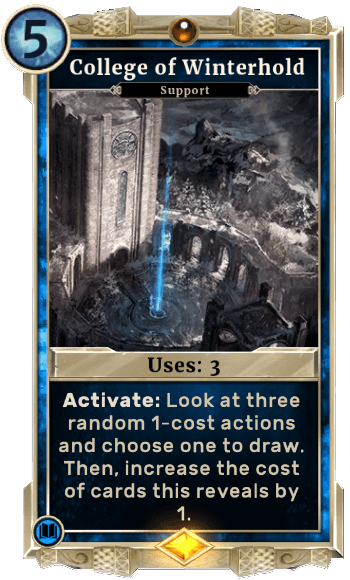 5
College of Winterhold
Support
Uses: 3
Activate: Look at three
random 1-cost actions
and choose one to draw.
Then, increase the cost
of cards this reveals by
1.